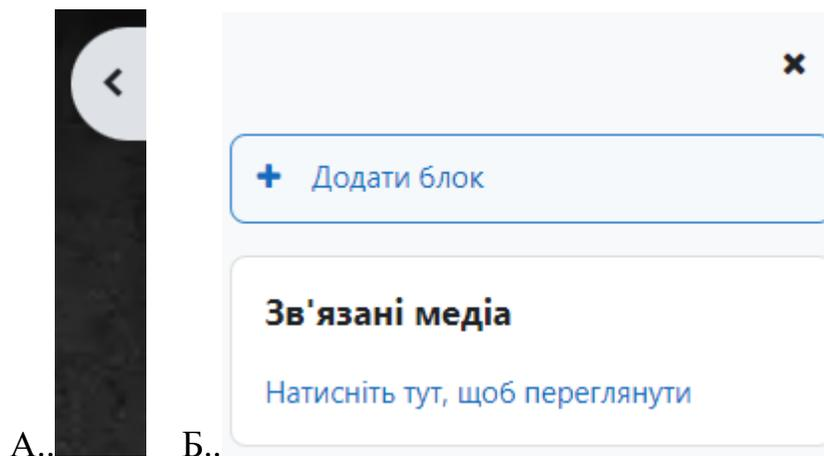 Додати блок
Зв'язані медіа
Натисніть тут, щоб переглянути
А.. Б..